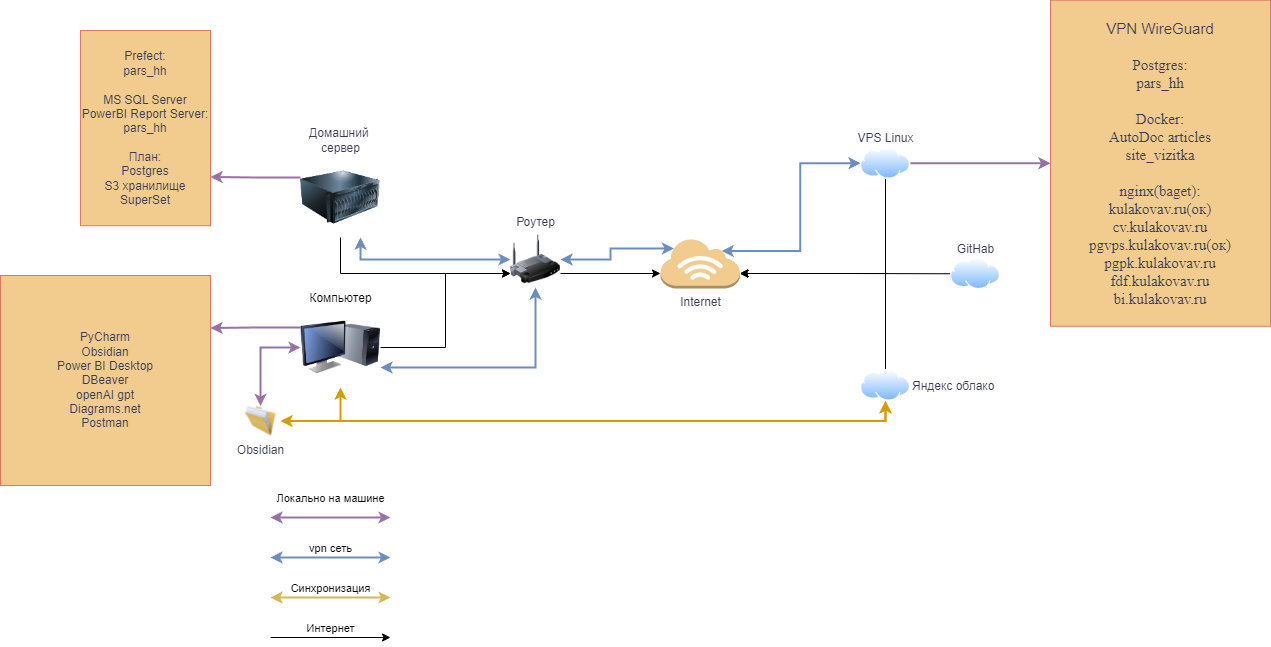 Prefect:
pars_hh
MS SQL Server
PowerBI Report Server:
pars_hh
План:
Postgres
S3 хранилище
SuperSet
Домашний
сервер
Роутер
Internet
VPS Linux
GitHab
Яндекс облако
VPN WireGuard
Postgres:
pars_hh
Docker:
AutoDoc articles
site_vizitka
nginx(baget):
kulakovav.ru(ок)
cv.kulakovav.ru
pgvps.kulakovav.ru(ок)
pgpk.kulakovav.ru
fdf.kulakovav.ru
bi.kulakovav.ru
Компьютер
PyCharm
Obsidian
Power BI Desktop
DBeaver
openAI gpt
Diagrams.net
Postman
Obsidian
Локально на машине
vpn сеть
Синхронизация
Интернет